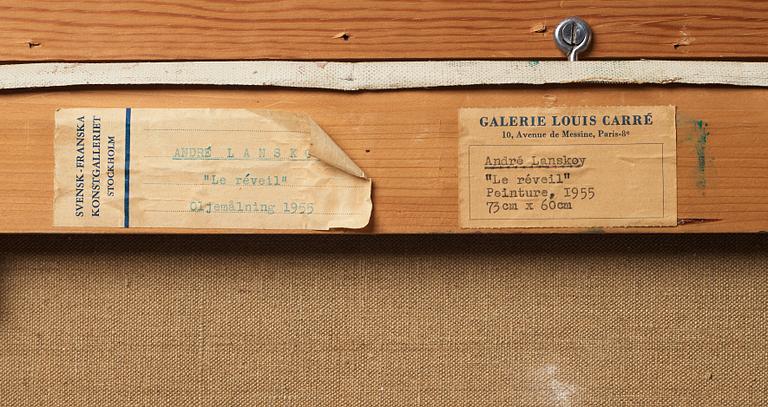 SVENSK-FRANSKA
KONSTGALLERIET
STOCKHOLM
ANDRÉ L A N S K O
"Le réveil"
Oljemålning 1955
GALERIE LOUIS CARRÉ
10, Avenue de Messine, Paris-8e
André Lanskoy
"Le réveil"
Peinture, 1955
73cm x 60cm